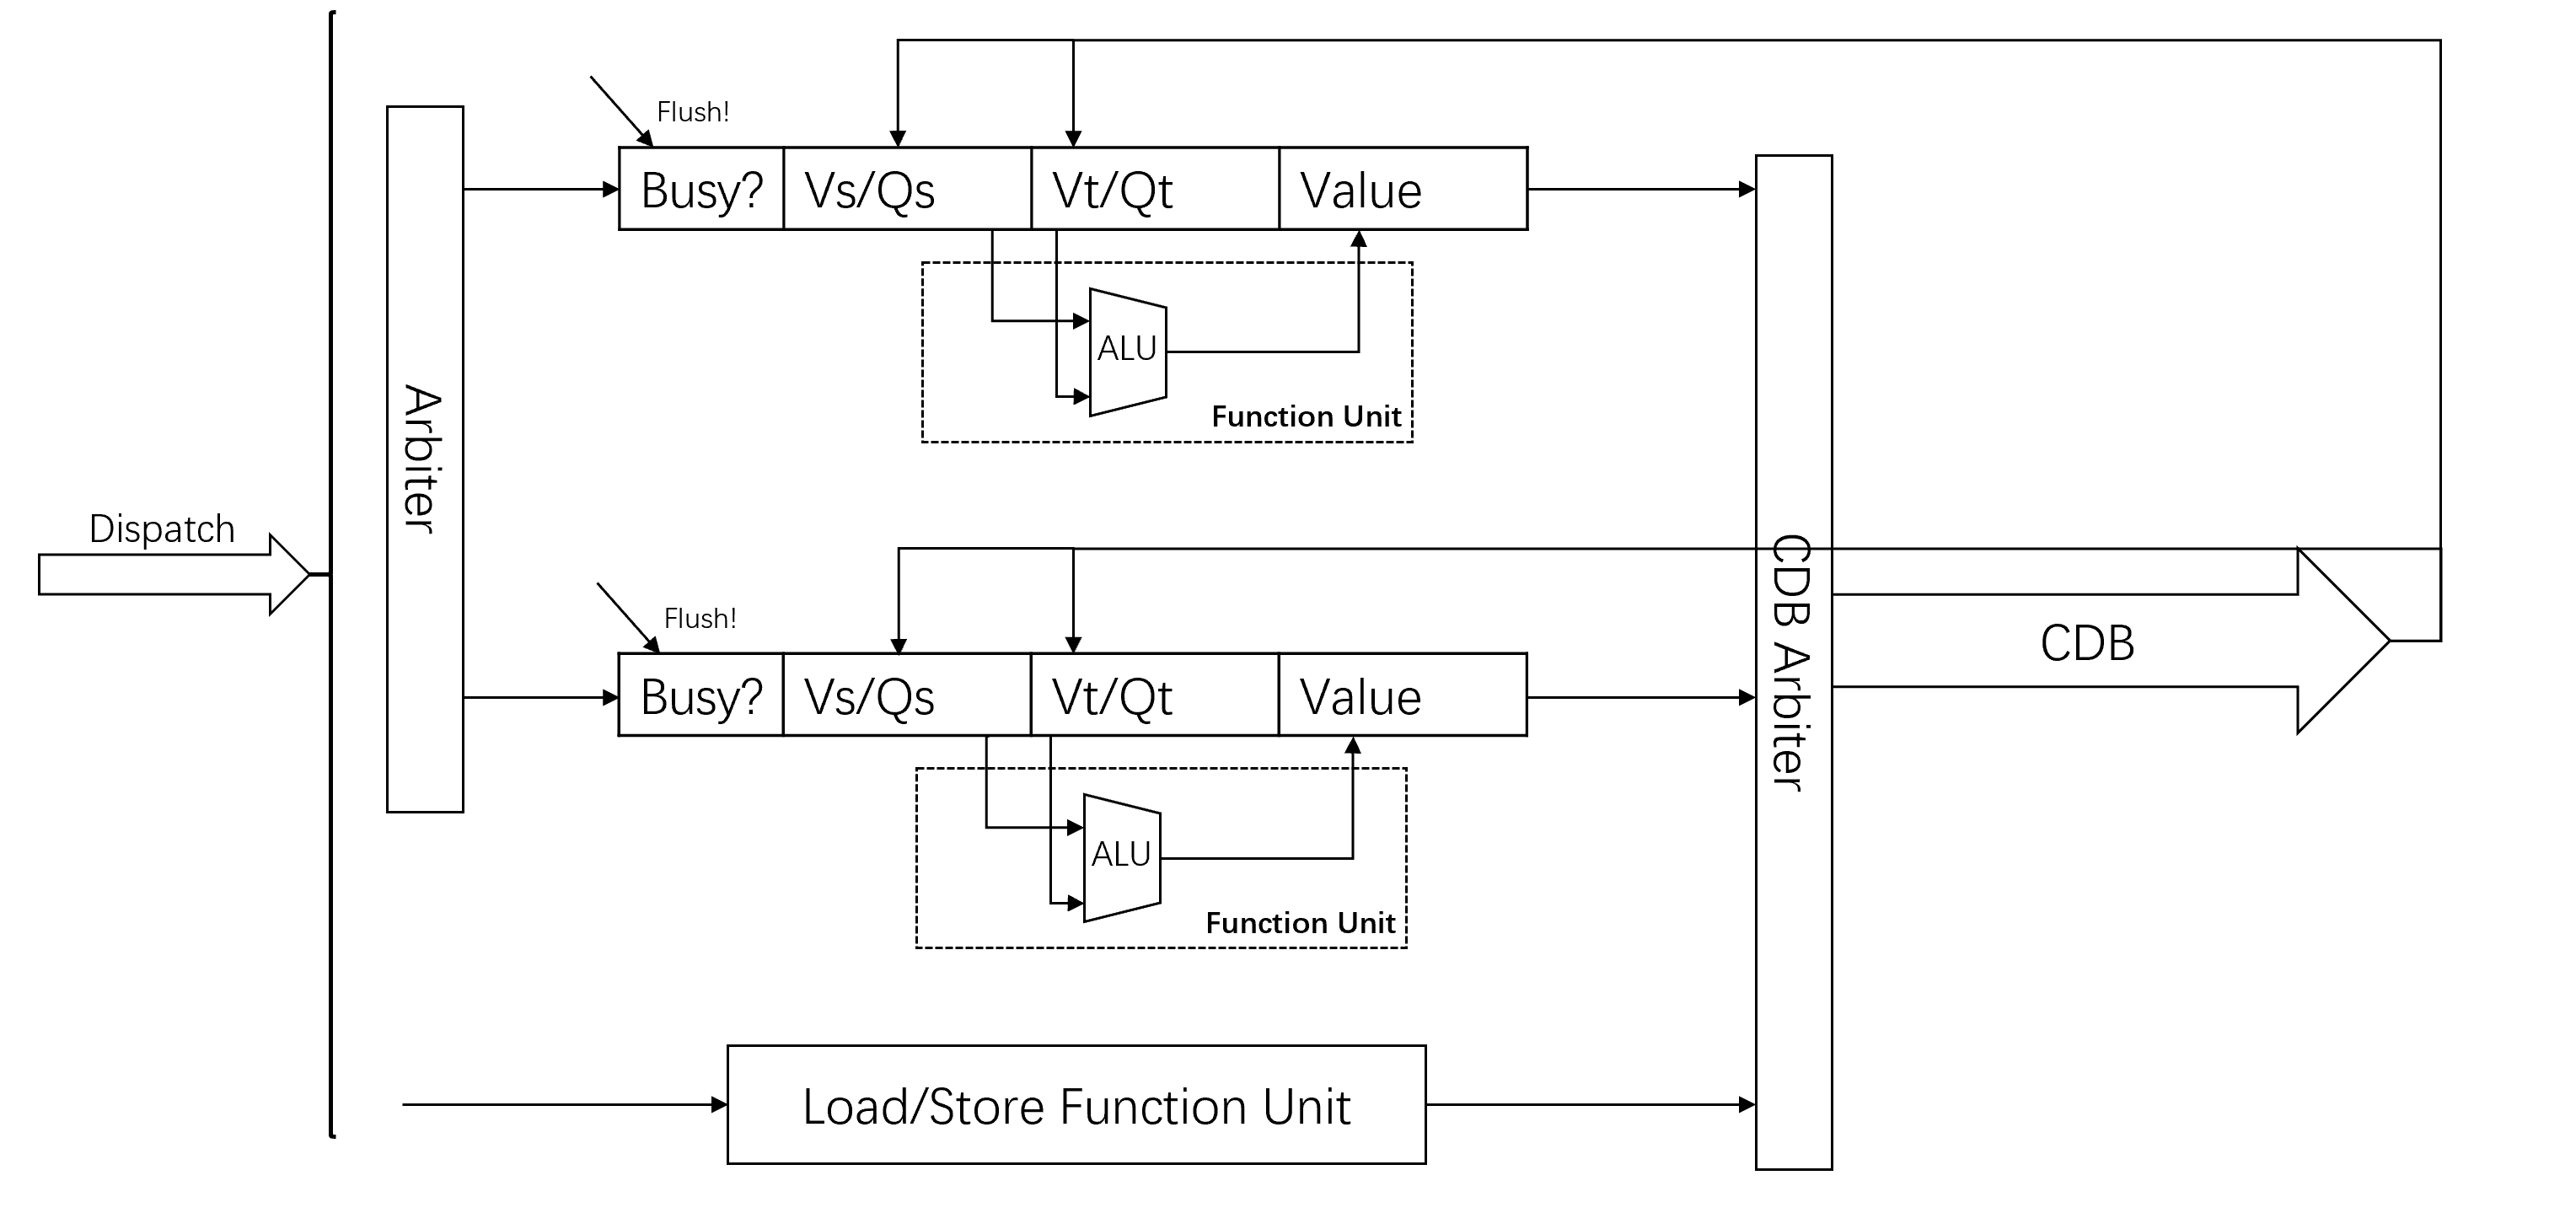 Flush!
Busy?
Vs/Qs
Vt/Qt
Value
ALU
Function Unit
Arbiter
Dispatch
Flush!
Busy?
Vs/Qs
Vt/Qt
Value
ALU
Function Unit
CDB Arbiter
CDB
Load/Store Function Unit